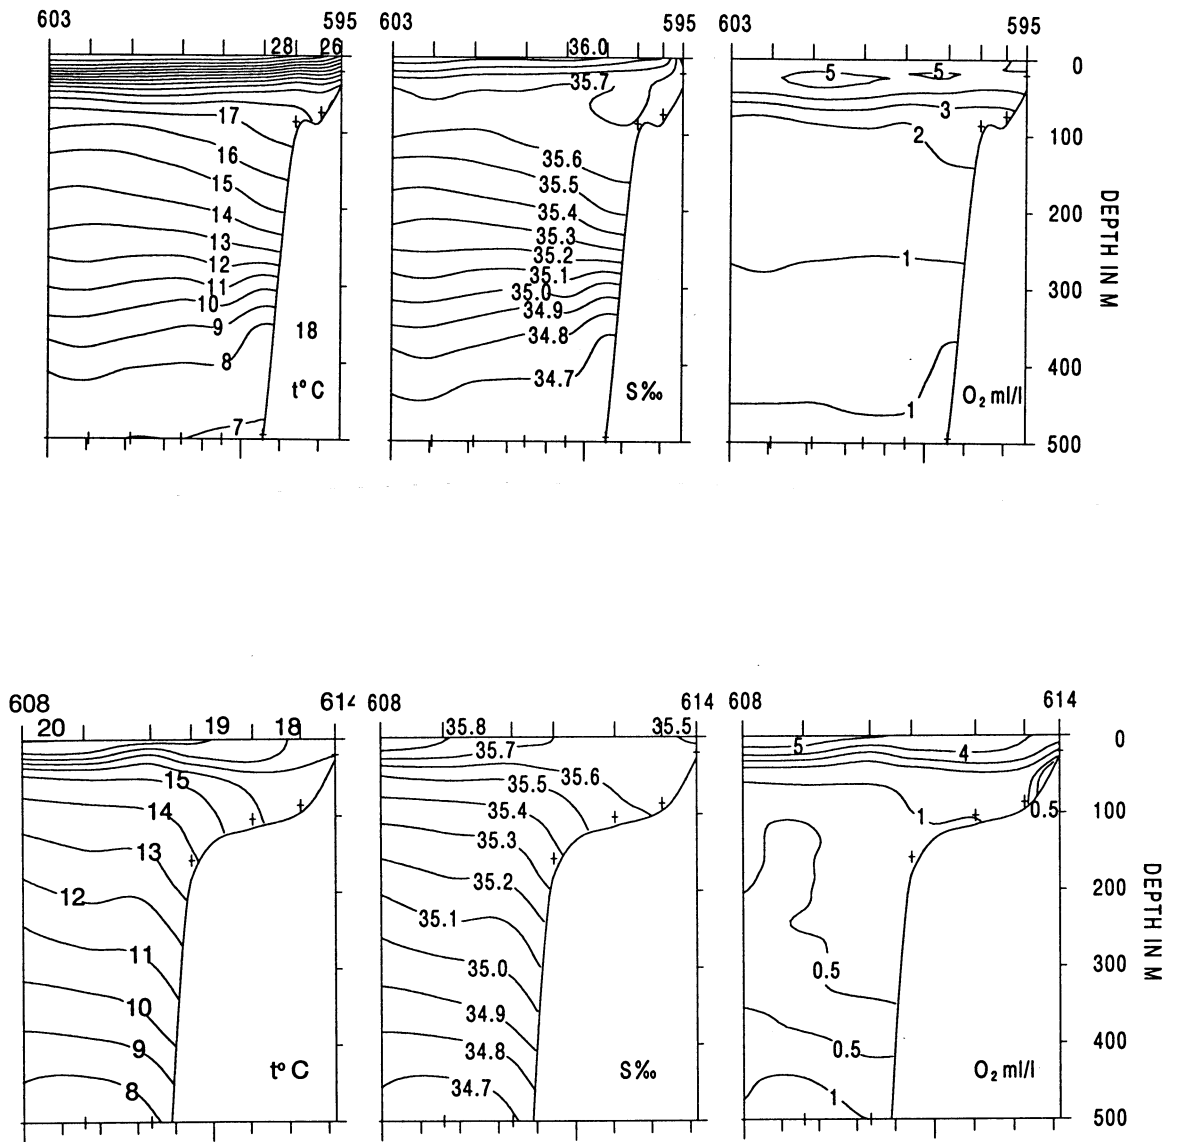 603 595 603 595 603 595
28 26 36.0
35.7 5 5 0
17 3
2 100
16 35.6
15 35.5
14 35.4 200
13 35.3
12 35.2 1
11 35.1
10 35.0 300
9 34.9
18 34.8
8 34.7 400
t°C S‰ O₂ ml/l
7 1
500
DEPTH IN M
608 614 608 614 608 614
20 19 18 35.8 35.5
35.7 5 4 0
15 35.6
35.5
14 35.4 1 0.5 100
13 35.3
12 35.2 200
35.1
11 35.0 0.5 300
10 34.9
9 34.8 0.5 400
t°C S‰ O₂ ml/l
8 34.7 1
500
DEPTH IN M